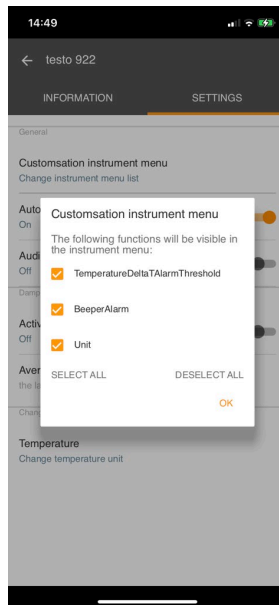 14:49
testo 922
INFORMATION
SETTINGS
General
Customsation instrument menu
Change instrument menu list
Auto
On
Customsation instrument menu
The following functions will be visible in
the instrument menu:
Audi
Off
TemperatureDeltaTAlarmThreshold
Damp
BeeperAlarm
Activ
Off
Unit
Aver
the la
SELECT ALL
DESELECT ALL
Chang
OK
Temperature
Change temperature unit